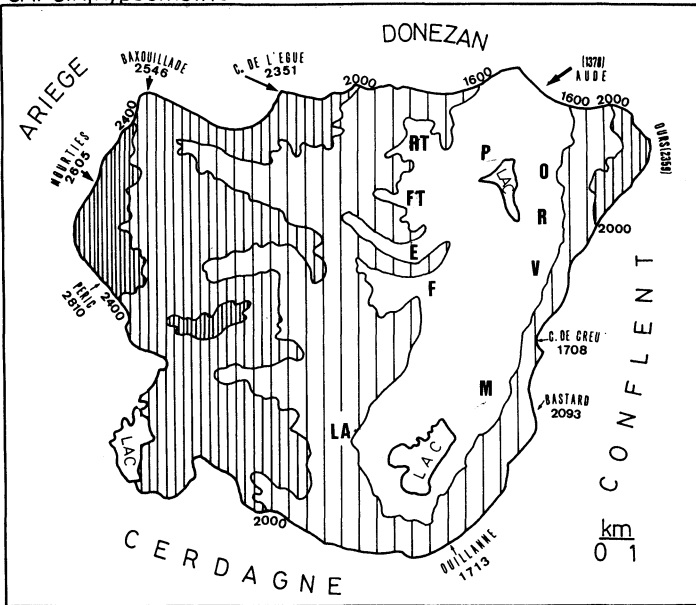 DONEZAN
BAXOUILLADE
2546
C. DE L'EGUE
2351
(1378)
AUDE
ARIEGE
2000
1600
1600
2000
2400
OURS(2359)
MOURTIES
2605
RT
P
LAC
O
FT
R
2000
E
V
F
2400
PERIC
2810
C. DE CREU
1708
CONFLENT
M
BASTARD
2093
LA
LAC
LAC
2000
CERDAGNE
QUILLANNE
1713
km
0 1